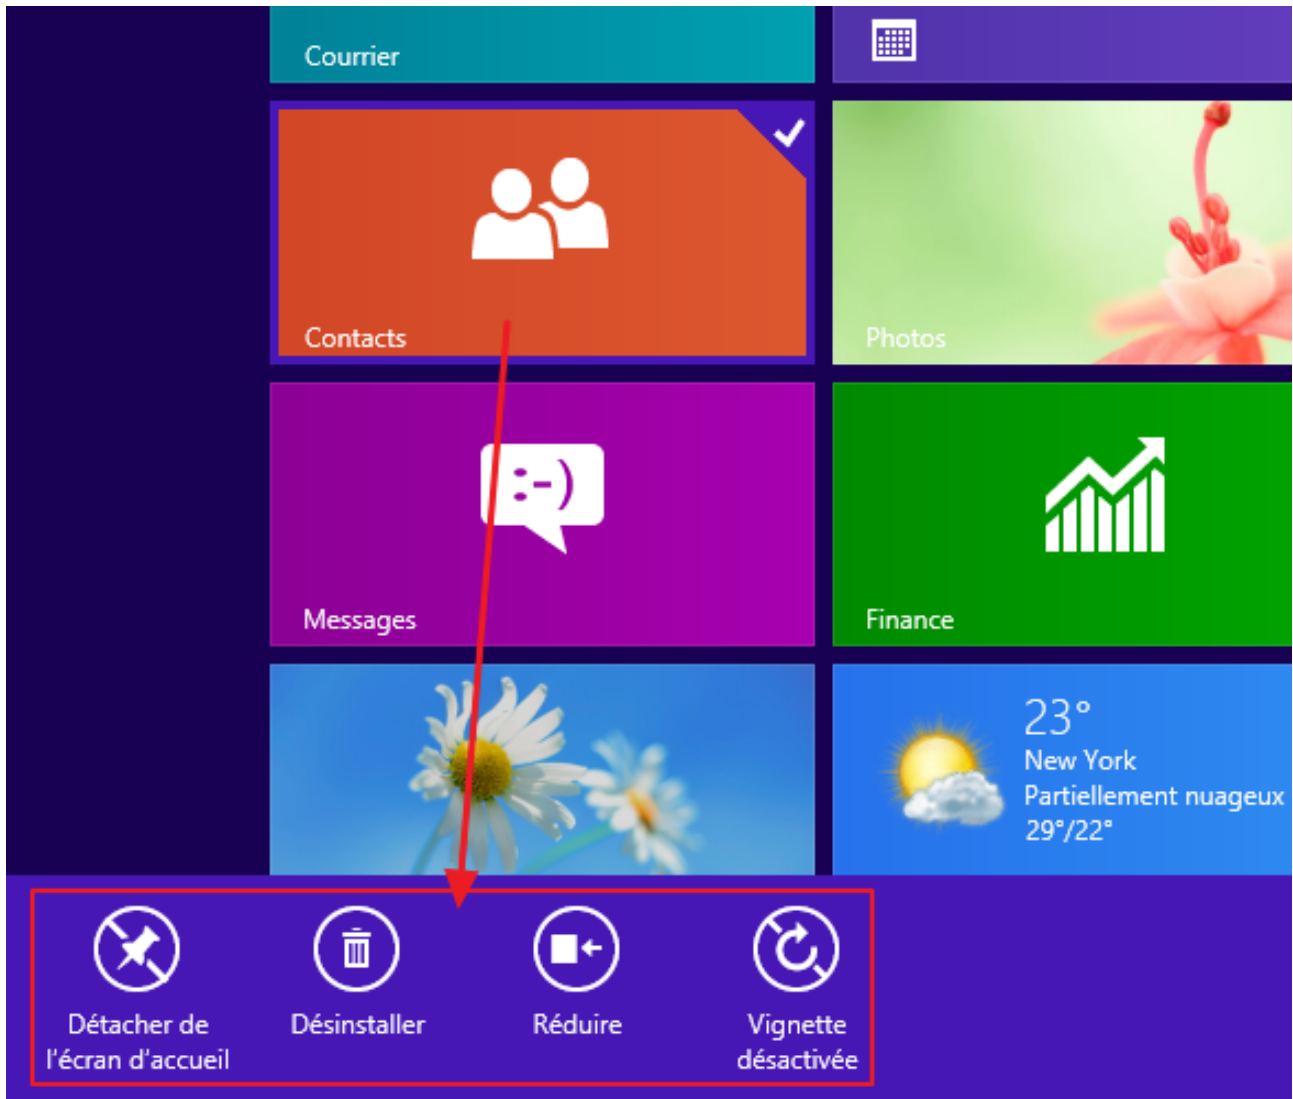 Courrier
Contacts
Photos
:-)
Messages
Finance
23°
New York
Partiellement nuageux
29°/22°
Détacher de
l'écran d'accueil
Désinstaller
Réduire
Vignette
désactivée